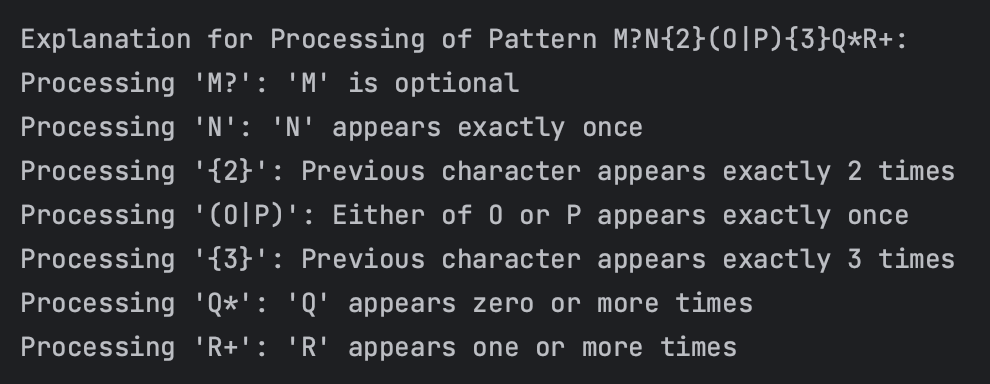 Explanation for Processing of Pattern M?N{2}(O|P){3}Q*R+:
Processing 'M?': 'M' is optional
Processing 'N': 'N' appears exactly once
Processing '{2}': Previous character appears exactly 2 times
Processing '(O|P)': Either of O or P appears exactly once
Processing '{3}': Previous character appears exactly 3 times
Processing 'Q*': 'Q' appears zero or more times
Processing 'R+': 'R' appears one or more times